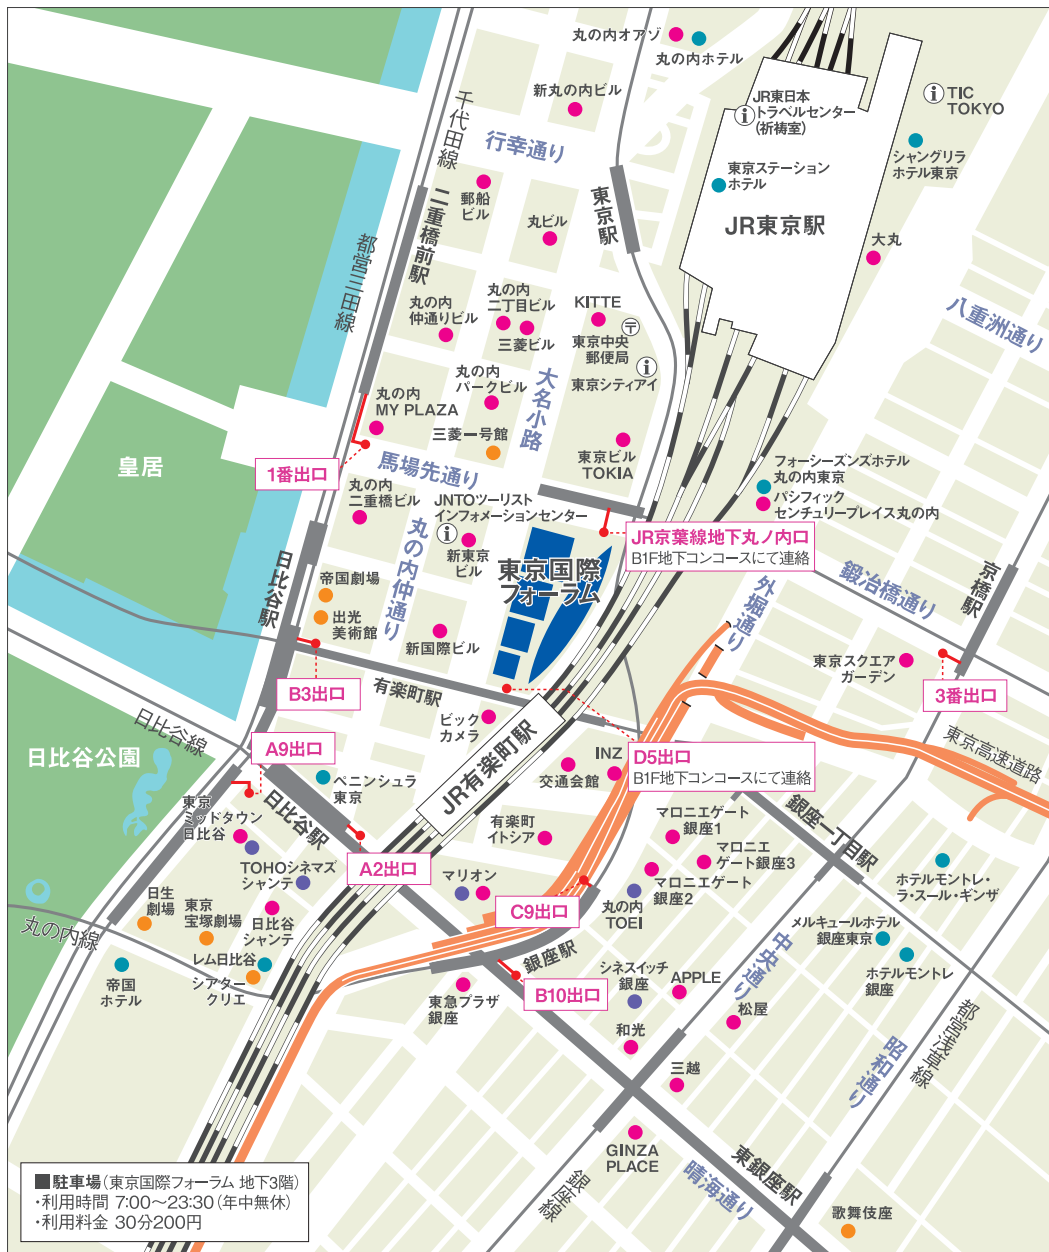 丸の内オアゾ
丸の内ホテル
新丸の内ビル
JR東日本
トラベルセンター
(祈祷室)
TIC
TOKYO
千代田線
行幸通り
シャングリラ
ホテル東京
東京ステーション
ホテル
郵船
ビル
東京駅
二重橋前駅
丸ビル
JR東京駅
大丸
都営三田線
丸の内
仲通りビル
丸の内
二丁目ビル
三菱ビル
KITTE
〒
東京中央
郵便局
東京シティアイ
八重洲通り
丸の内
パークビル
大名小路
丸の内
MY PLAZA
三菱一号館
東京ビル
TOKIA
皇居
1番出口
馬場先通り
フォーシーズンズホテル
丸の内東京
パシフィック
センチュリープレイス丸の内
丸の内
二重橋ビル
JNTOツーリスト
インフォメーションセンター
丸の内仲通り
新東京
ビル
JR京葉線地下丸ノ内口
B1F地下コンコースにて連絡
東京国際
フォーラム
日比谷駅
帝国劇場
出光
美術館
外堀通り
鍛冶橋通り
京橋駅
新国際ビル
東京スクエア
ガーデン
B3出口
有楽町駅
3番出口
日比谷線
ビック
カメラ
日比谷公園
A9出口
JR有楽町駅
INZ
交通会館
D5出口
B1F地下コンコースにて連絡
東京高速道路
ペニンシュラ
東京
東京
ミッドタウン
日比谷
日比谷駅
有楽町
イトシア
マロニエゲート
銀座1
マロニエ
ゲート銀座3
銀座一丁目駅
A2出口
TOHOシネマズ
シャンテ
マリオン
マロニエゲート
銀座2
ホテルモントレ・
ラ・スール・ギンザ
日生
劇場
東京
宝塚劇場
日比谷
シャンテ
C9出口
丸の内
TOEI
メルキュールホテル
銀座東京
丸の内線
レム日比谷
シアター
クリエ
帝国
ホテル
銀座駅
シネスイッチ
銀座
APPLE
中央通り
ホテルモントレ
銀座
東急プラザ
銀座
B10出口
松屋
和光
昭和通り
都営浅草線
三越
GINZA
PLACE
銀座線
晴海通り
東銀座駅
歌舞伎座
■駐車場(東京国際フォーラム 地下3階)
・利用時間 7:00～23:30(年中無休)
・利用料金 30分200円